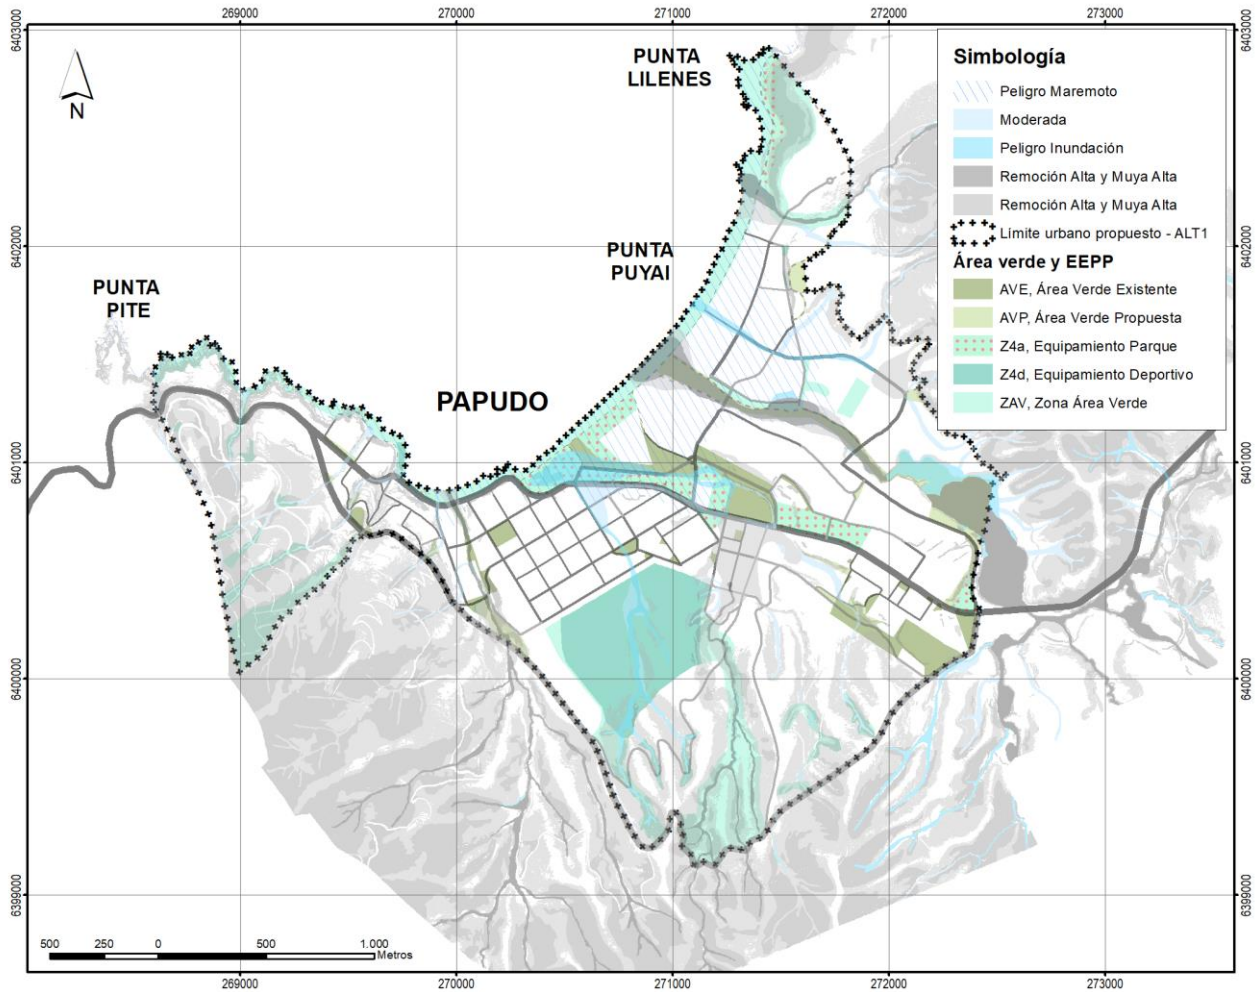 269000
270000
271000
272000
273000
6403000
6403000
PUNTA
LILENES
Simbología
Peligro Maremoto
Moderada
Peligro Inundación
Remoción Alta y Muya Alta
Remoción Alta y Muya Alta
Límite urbano propuesto - ALT1
Área verde y EEPP
AVE, Área Verde Existente
AVP, Área Verde Propuesta
Z4a, Equipamiento Parque
Z4d, Equipamiento Deportivo
ZAV, Zona Área Verde
N
6402000
6402000
PUNTA
PUYAI
PUNTA
PITE
PAPUDO
6401000
6401000
6400000
6400000
6399000
6399000
500
250
0
500
1.000
Metros
269000
270000
271000
272000
273000